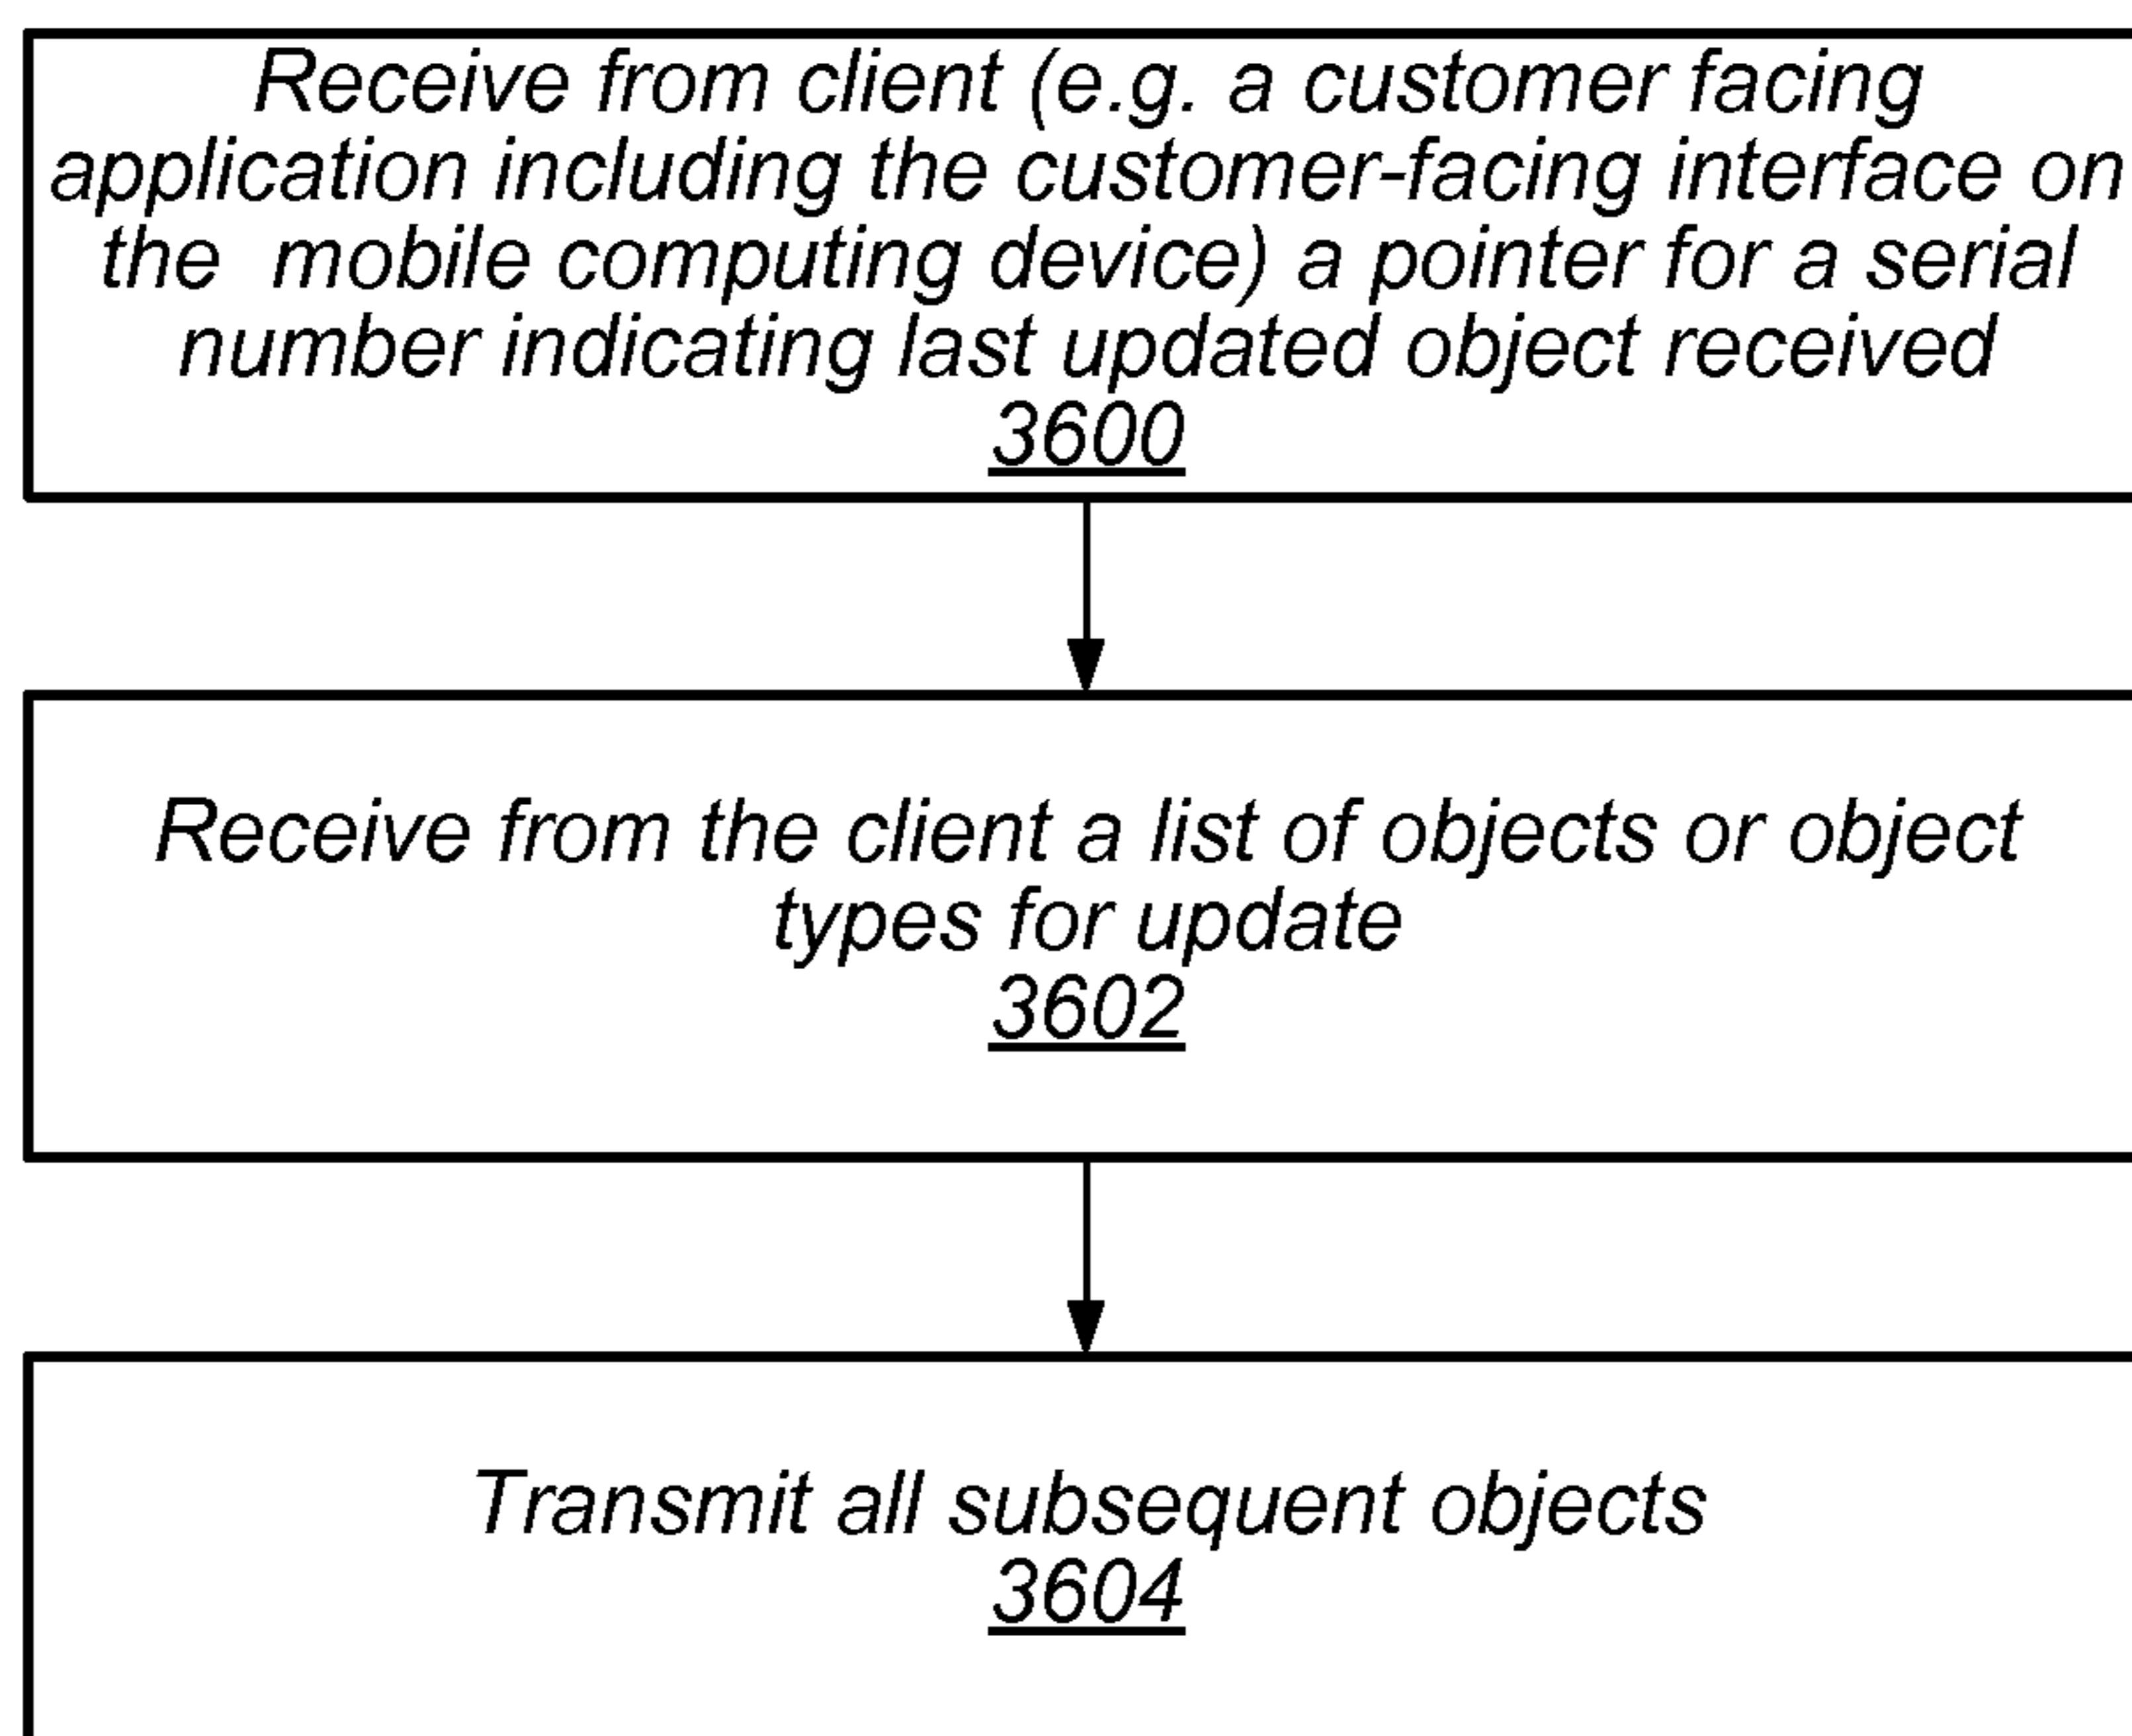 Receive from client (e.g. a customer facing
application including the customer-facing interface on
the mobile computing device) a pointer for a serial
number indicating last updated object received
3600
Receive from the client a list of objects or object
types for update
3602
Transmit all subsequent objects
3604